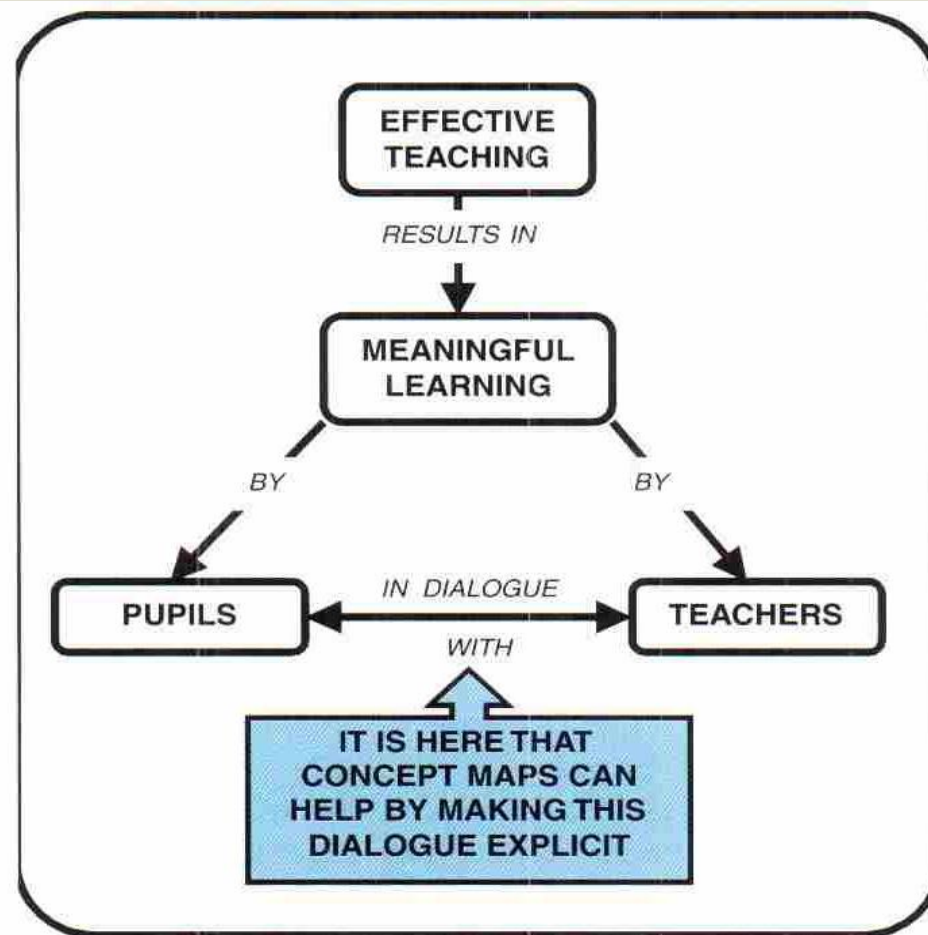 EFFECTIVE
TEACHING
RESULTS IN
MEANINGFUL
LEARNING
BY
BY
PUPILS
IN DIALOGUE
WITH
TEACHERS
IT IS HERE THAT
CONCEPT MAPS CAN
HELP BY MAKING THIS
DIALOGUE EXPLICIT